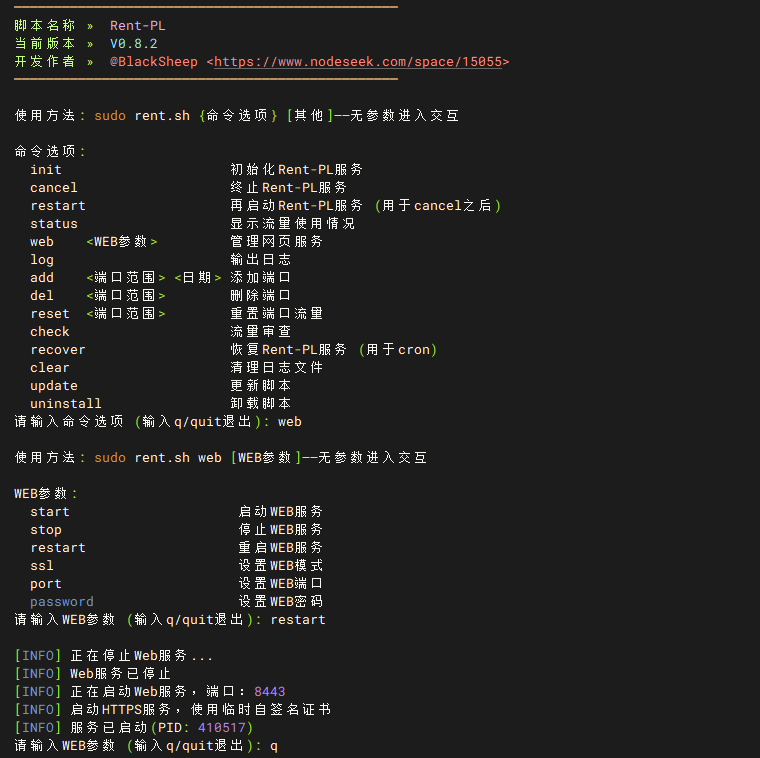 脚本名称 » Rent-PL
当前版本 » V0.8.2
开发作者 » @BlackSheep <https://www.nodeseek.com/space/15055>
使用方法: sudo rent.sh {命令选项} [其他]——无参数进入交互
命令选项:
init 初始化Rent-PL服务
cancel 终止Rent-PL服务
restart 再启动Rent-PL服务 (用于cancel之后)
status 显示流量使用情况
web <WEB参数> 管理网页服务
log 输出日志
add <端口范围> <日期> 添加端口
del <端口范围> 删除端口
reset <端口范围> 重置端口流量
check 流量审查
recover 恢复Rent-PL服务 (用于cron)
clear 清理日志文件
update 更新脚本
uninstall 卸载脚本
请输入命令选项 (输入q/quit退出): web
使用方法: sudo rent.sh web [WEB参数]——无参数进入交互
WEB参数:
start 启动WEB服务
stop 停止WEB服务
restart 重启WEB服务
ssl 设置WEB模式
port 设置WEB端口
password 设置WEB密码
请输入WEB参数 (输入q/quit退出): restart
[INFO] 正在停止Web服务...
[INFO] Web服务已停止
[INFO] 正在启动Web服务，端口: 8443
[INFO] 启动HTTPS服务，使用临时自签名证书
[INFO] 服务已启动(PID: 410517)
请输入WEB参数 (输入q/quit退出): q